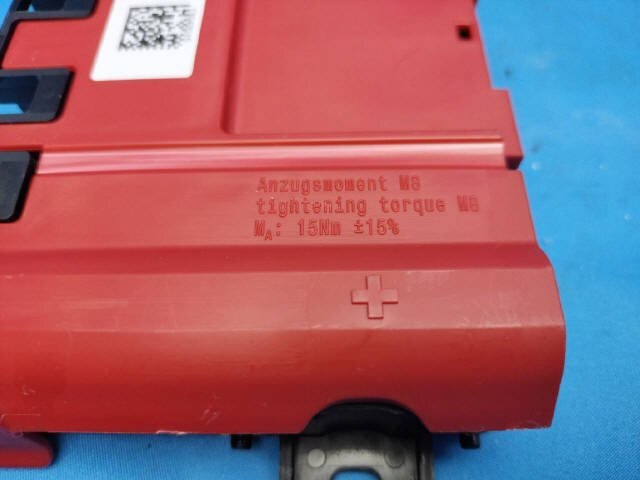 Anzugsmoment M8
tightening torque M8
MA: 15Nm ±15%